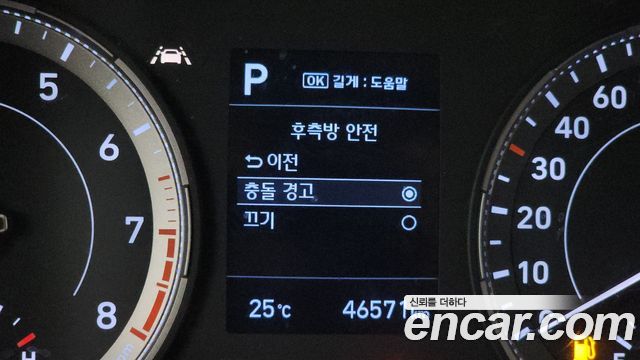 P
OK 길게 : 도움말
후측방 안전
이전
충돌 경고
끄기
25℃ 46571
5
6
7
8
60
40
30
20
0
H
신뢰를 더하다
encar.com